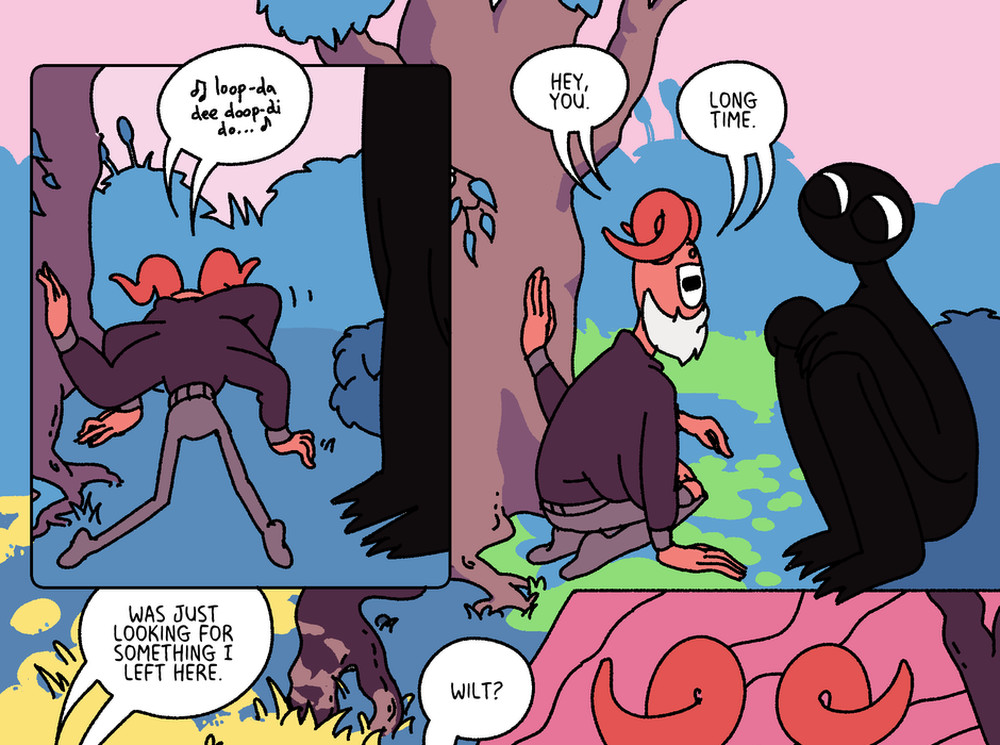 ♫ loop-da
dee doop-di
do... ♪
HEY,
YOU.
LONG
TIME.
WAS JUST
LOOKING FOR
SOMETHING I
LEFT HERE.
WILT?